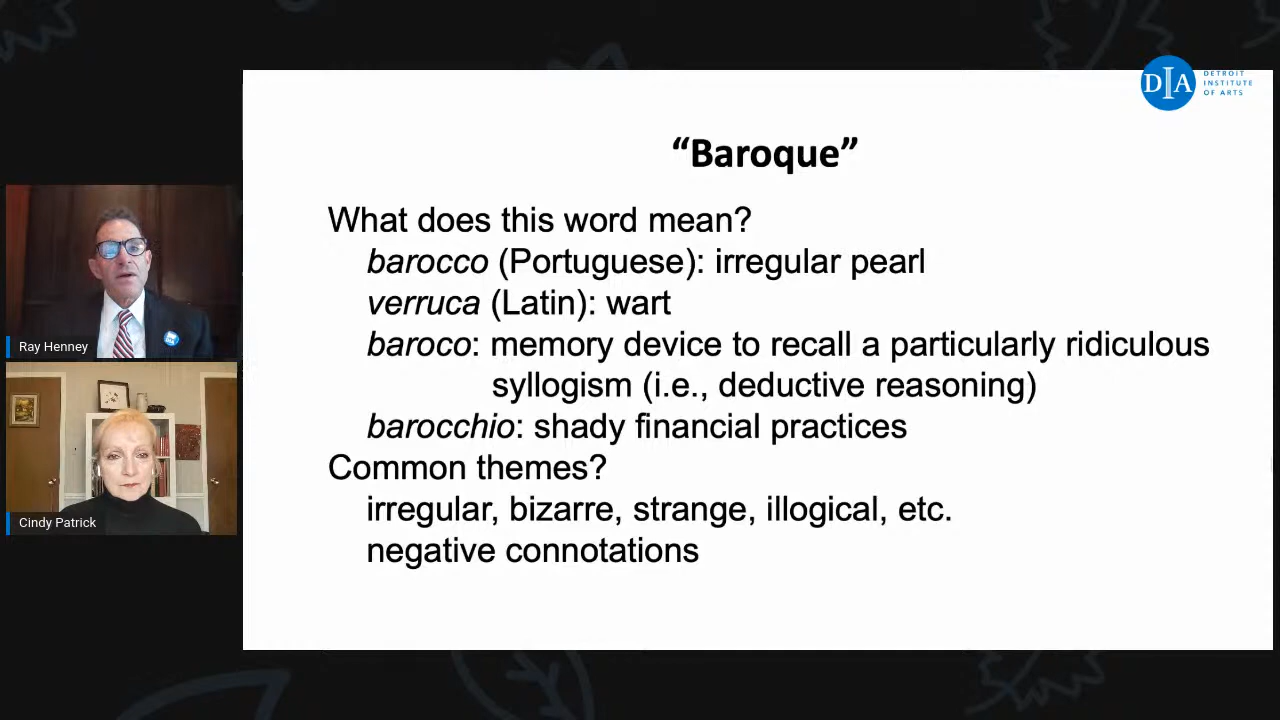 DIA
DETROIT
INSTITUTE
OF ARTS
“Baroque”
What does this word mean?
barocco (Portuguese): irregular pearl
verruca (Latin): wart
baroco: memory device to recall a particularly ridiculous
syllogism (i.e., deductive reasoning)
barocchio: shady financial practices
Common themes?
irregular, bizarre, strange, illogical, etc.
negative connotations
Ray Henney
Cindy Patrick